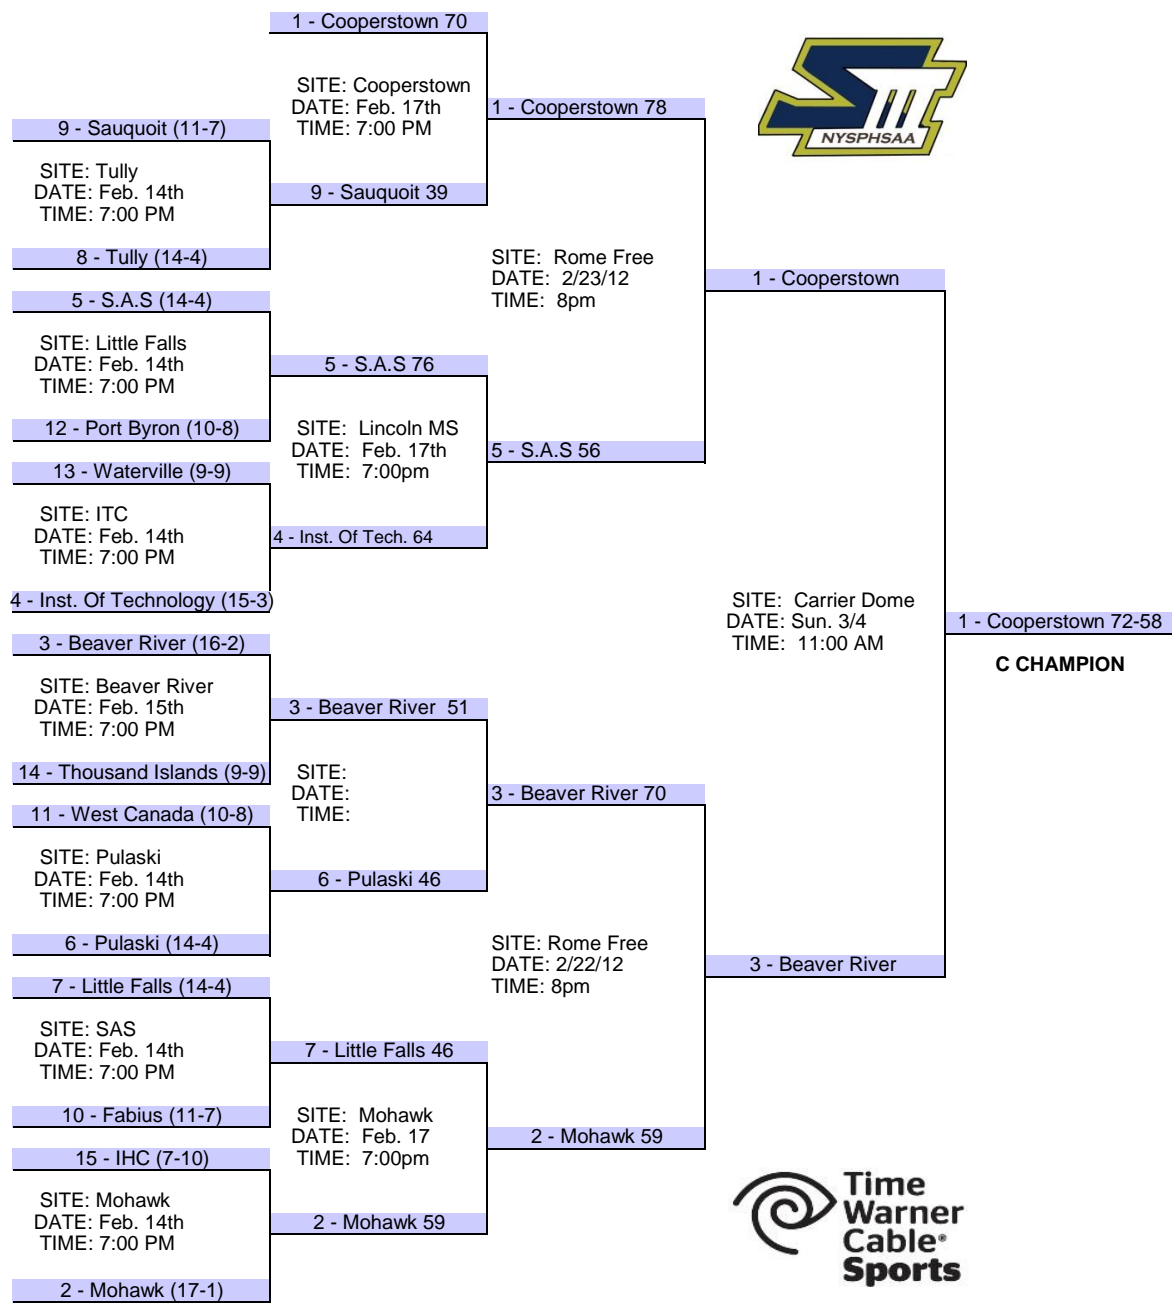 1 - Cooperstown 70
SITE: Cooperstown
DATE: Feb. 17th
TIME: 7:00 PM
9 - Sauquoit 39
9 - Sauquoit (11-7)
SITE: Tully
DATE: Feb. 14th
TIME: 7:00 PM
8 - Tully (14-4)
5 - S.A.S (14-4)
SITE: Little Falls
DATE: Feb. 14th
TIME: 7:00 PM
12 - Port Byron (10-8)
13 - Waterville (9-9)
SITE: ITC
DATE: Feb. 14th
TIME: 7:00 PM
4 - Inst. Of Technology (15-3)
3 - Beaver River (16-2)
SITE: Beaver River
DATE: Feb. 15th
TIME: 7:00 PM
14 - Thousand Islands (9-9)
11 - West Canada (10-8)
SITE: Pulaski
DATE: Feb. 14th
TIME: 7:00 PM
6 - Pulaski (14-4)
7 - Little Falls (14-4)
SITE: SAS
DATE: Feb. 14th
TIME: 7:00 PM
10 - Fabius (11-7)
15 - IHC (7-10)
SITE: Mohawk
DATE: Feb. 14th
TIME: 7:00 PM
2 - Mohawk (17-1)
5 - S.A.S 76
SITE: Lincoln MS
DATE: Feb. 17th
TIME: 7:00pm
4 - Inst. Of Tech. 64
3 - Beaver River 51
SITE:
DATE:
TIME:
6 - Pulaski 46
7 - Little Falls 46
SITE: Mohawk
DATE: Feb. 17
TIME: 7:00pm
2 - Mohawk 59
1 - Cooperstown 78
SITE: Rome Free
DATE: 2/23/12
TIME: 8pm
5 - S.A.S 56
3 - Beaver River 70
SITE: Rome Free
DATE: 2/22/12
TIME: 8pm
2 - Mohawk 59
1 - Cooperstown
SITE: Carrier Dome
DATE: Sun. 3/4
TIME: 11:00 AM
3 - Beaver River
1 - Cooperstown 72-58
C CHAMPION
NYSPHSAA
Time
Warner
Cable®
Sports